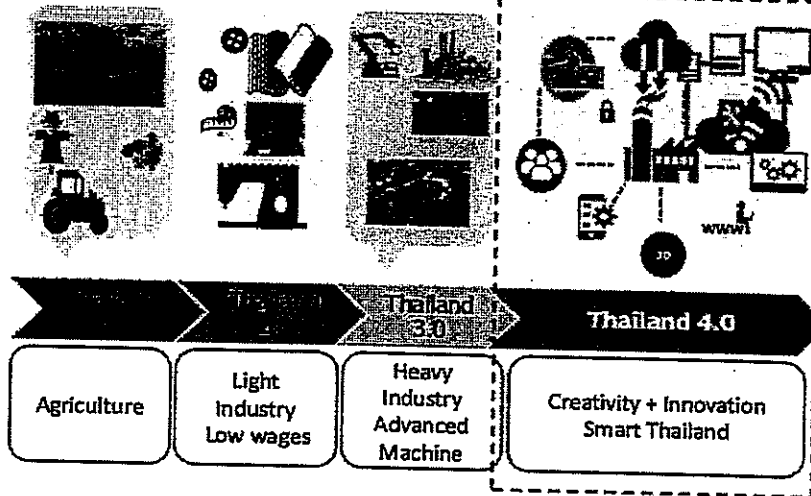 3D
www
Thailand
3.0
Thailand 4.0
Agriculture
Light
Industry
Low wages
Heavy
Industry
Advanced
Machine
Creativity + Innovation
Smart Thailand